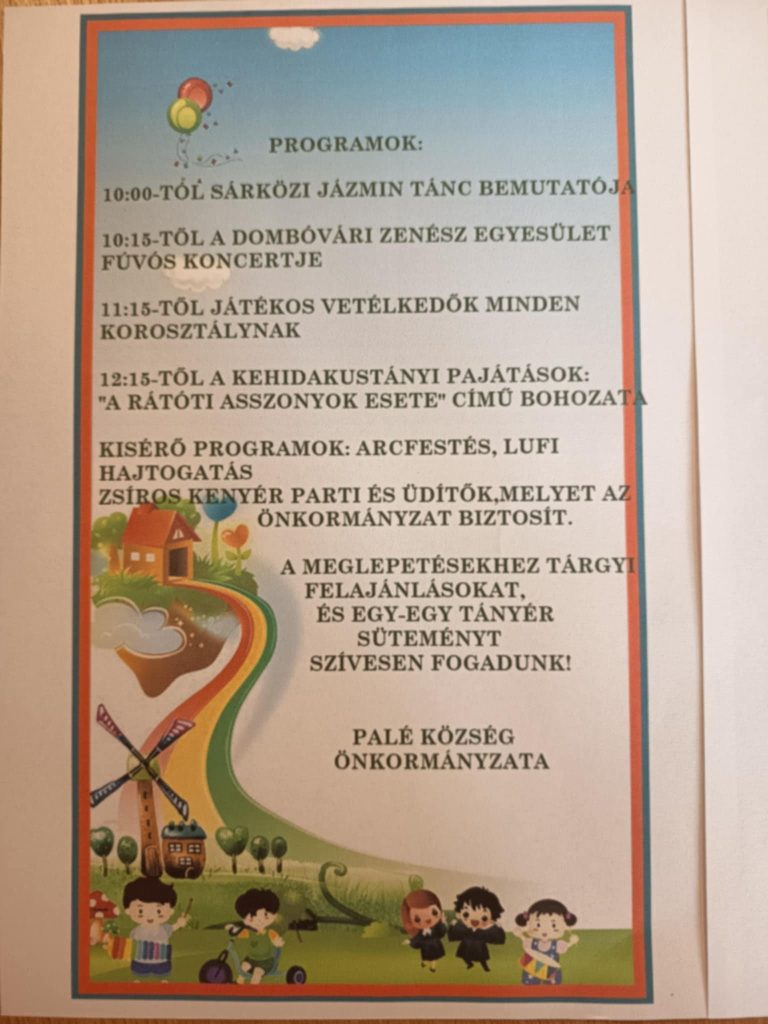 PROGRAMOK:
10:00-TŐL SÁRKÖZI JÁZMIN TÁNC BEMUTATÓJA
10:15-TŐL A DOMBÓVÁRI ZENÉSZ EGYESÜLET
FÚVÓS KONCERTJE
11:15-TŐL JÁTÉKOS VETÉLKEDŐK MINDEN
KOROSZTÁLYNAK
12:15-TŐL A KEHIDAKUSTÁNYI PAJÁTÁSOK:
"A RÁTÓTI ASSZONYOK ESETE" CÍMŰ BOHOZATA
KISÉRŐ PROGRAMOK: ARCFESTÉS, LUFI
HAJTOGATÁS
ZSÍROS KENYÉR PARTI ÉS ÜDÍTŐK,MELYET AZ
ÖNKORMÁNYZAT BIZTOSÍT.
A MEGLEPETÉSEKHEZ TÁRGYI
FELAJÁNLÁSOKAT,
ÉS EGY-EGY TÁNYÉR
SÜTEMÉNYT
SZÍVESEN FOGADUNK!
PALÉ KÖZSÉG
ÖNKORMÁNYZATA